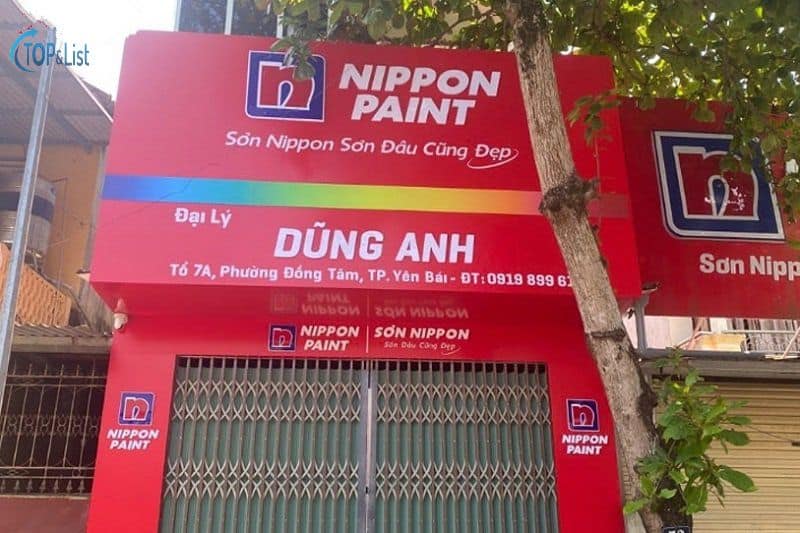 TOP&List
NIPPON
PAINT
Sơn Nippon Sơn Đâu Cũng Đẹp
Đại Lý
DŨNG ANH
Tổ 7A, Phường Đồng Tâm, TP. Yên Bái - ĐT: 0919 899 6
Sơn Nipp
NIPPON
PAINT
SƠN NIPPON
Sơn Đâu Cũng Đẹp
NIPPON
PAINT
NIPPON
PAINT